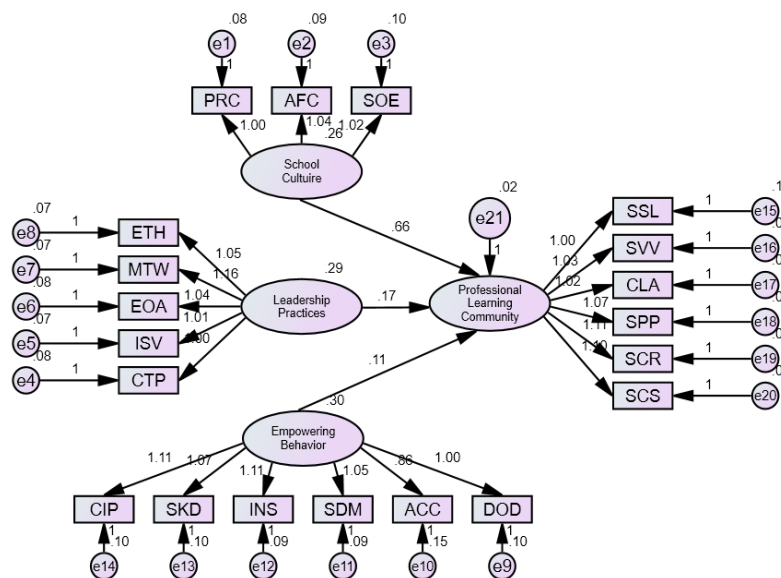 .08 .09 .10
e1 e2 e3
1 1 1
PRC AFC SOE
1.00 1.04 1.02
.26
School
Cultuire
.02
e21
1
.66
.07
e8 1 ETH
.07
e7 1 MTW
.08
e6 1 EOA
.07
e5 1 ISV
.08
e4 1 CTP
1.05
1.16
1.04
1.01
.29
Leadership
Practices
.17
Professional
Learning
Community
1.00
1.03
1.02
1.07
1.11
1.10
SSL 1 e15
SVV 1 e16
CLA 1 e17
SPP 1 e18
SCR 1 e19
SCS 1 e20
.11
.30
Empowering
Behavior
1.11 1.07 1.11 1.05 .86 1.00
CIP SKD INS SDM ACC DOD
1 1 1 1 1 1
.10 .10 .09 .09 .15 .10
e14 e13 e12 e11 e10 e9